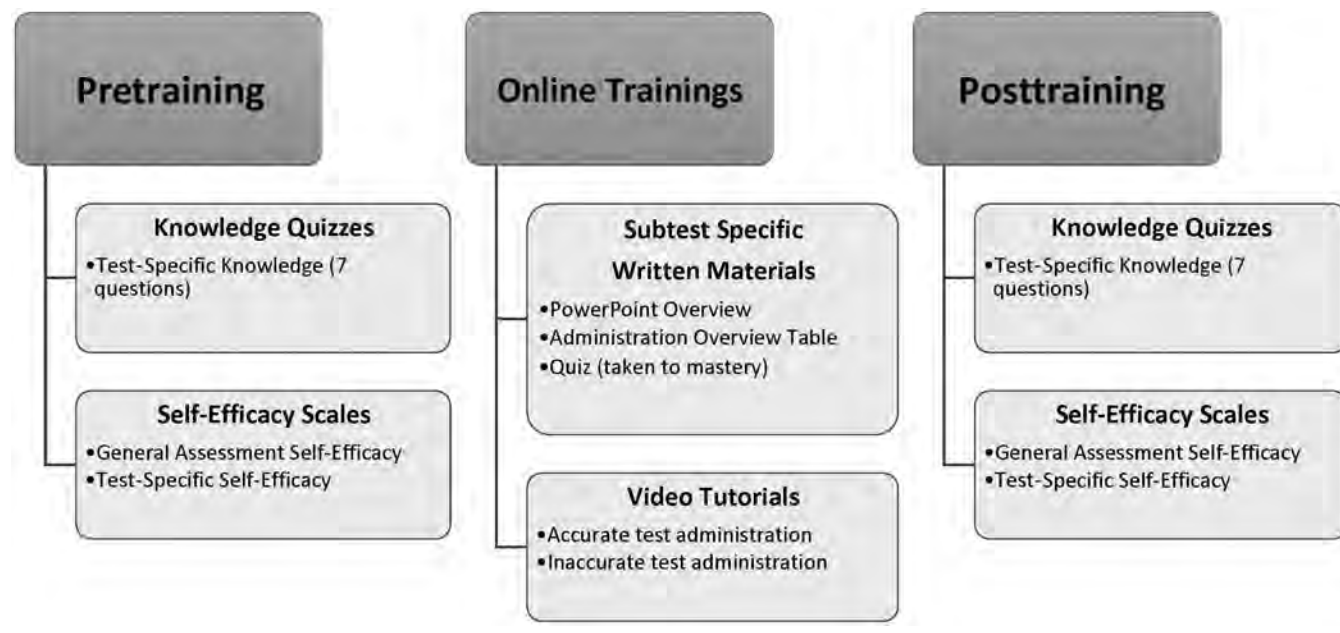 Pretraining
Knowledge Quizzes
•Test-Specific Knowledge (7
questions)
Self-Efficacy Scales
•General Assessment Self-Efficacy
•Test-Specific Self-Efficacy
Online Trainings
Subtest Specific
Written Materials
•PowerPoint Overview
•Administration Overview Table
•Quiz (taken to mastery)
Video Tutorials
•Accurate test administration
•Inaccurate test administration
Posttraining
Knowledge Quizzes
•Test-Specific Knowledge (7
questions)
Self-Efficacy Scales
•General Assessment Self-Efficacy
•Test-Specific Self-Efficacy